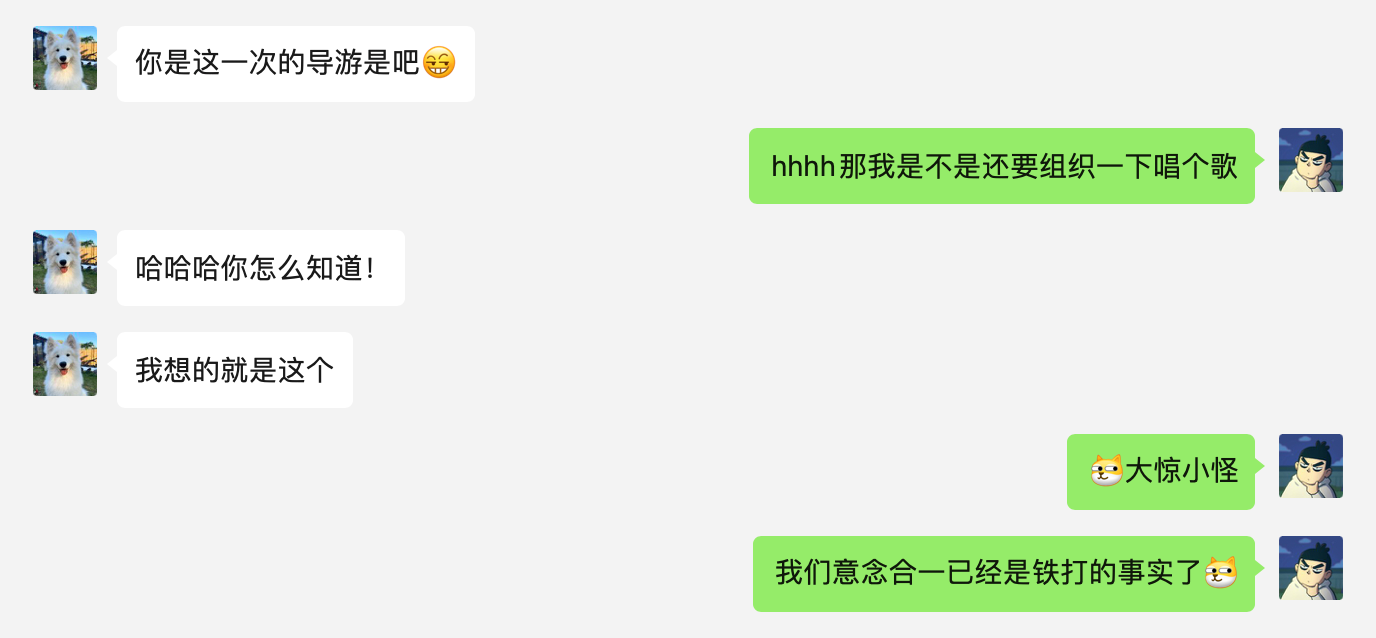 你是这一次的导游是吧😁
hhhh那我是不是还要组织一下唱个歌
哈哈哈你怎么知道！
我想的就是这个
大惊小怪
我们意念合一已经是铁打的事实了